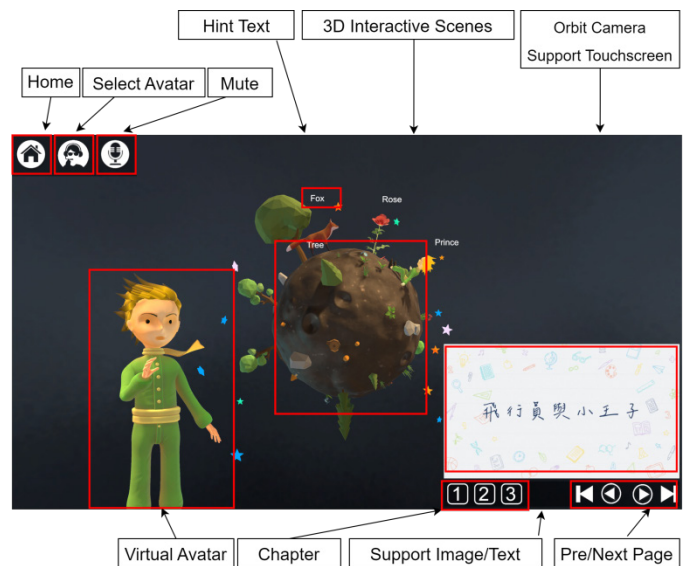 Hint Text
3D Interactive Scenes
Orbit Camera
Support Touchscreen
Home
Select Avatar
Mute
Fox
Rose
Tree
Prince
飛行員與小王子
1 2 3
Virtual Avatar
Chapter
Support Image/Text
Pre/Next Page